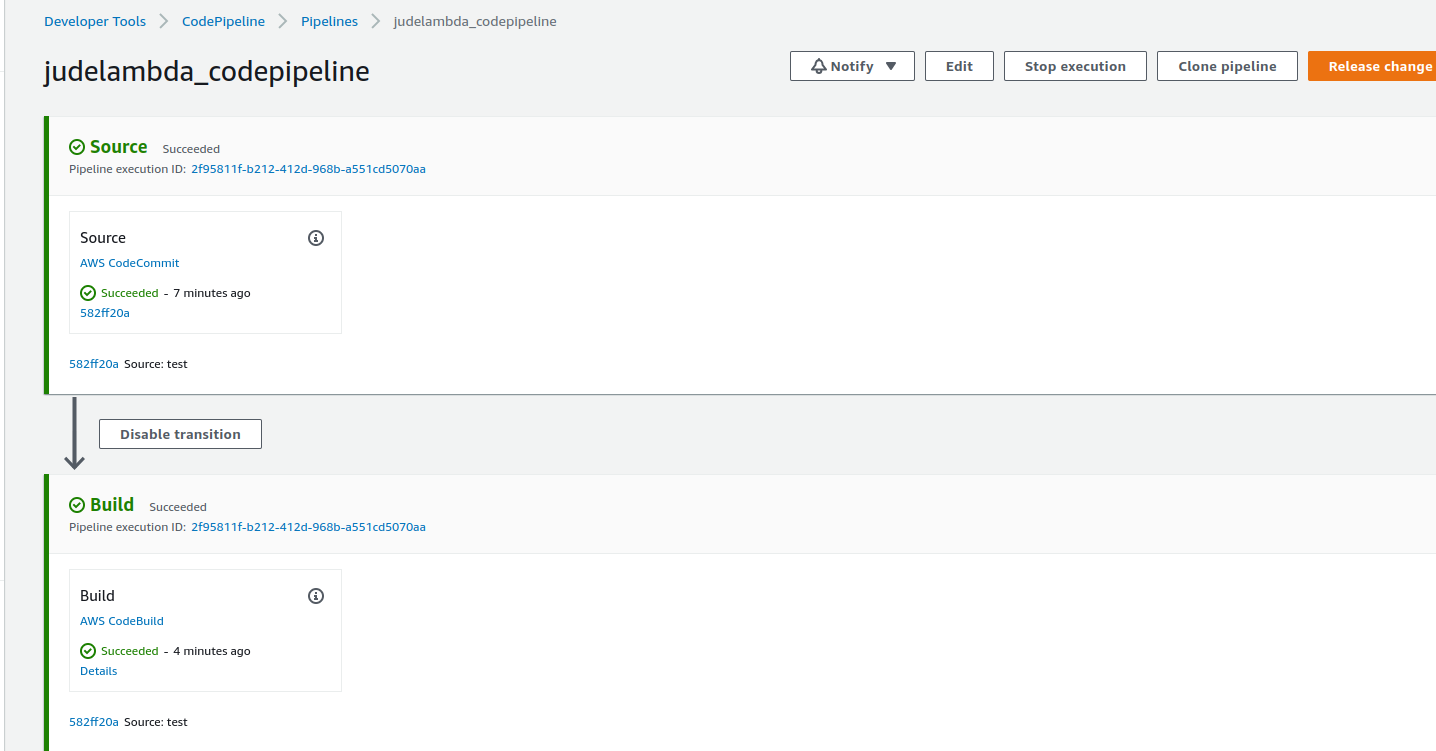 Developer Tools CodePipeline Pipelines judelambda_codepipeline
judelambda_codepipeline Notify Edit Stop execution Clone pipeline Release change
Source Succeeded
Pipeline execution ID: 2f95811f-b212-412d-968b-a551cd5070aa
Source
AWS CodeCommit
Succeeded - 7 minutes ago
582ff20a
582ff20a Source: test
Disable transition
Build Succeeded
Pipeline execution ID: 2f95811f-b212-412d-968b-a551cd5070aa
Build
AWS CodeBuild
Succeeded - 4 minutes ago
Details
582ff20a Source: test